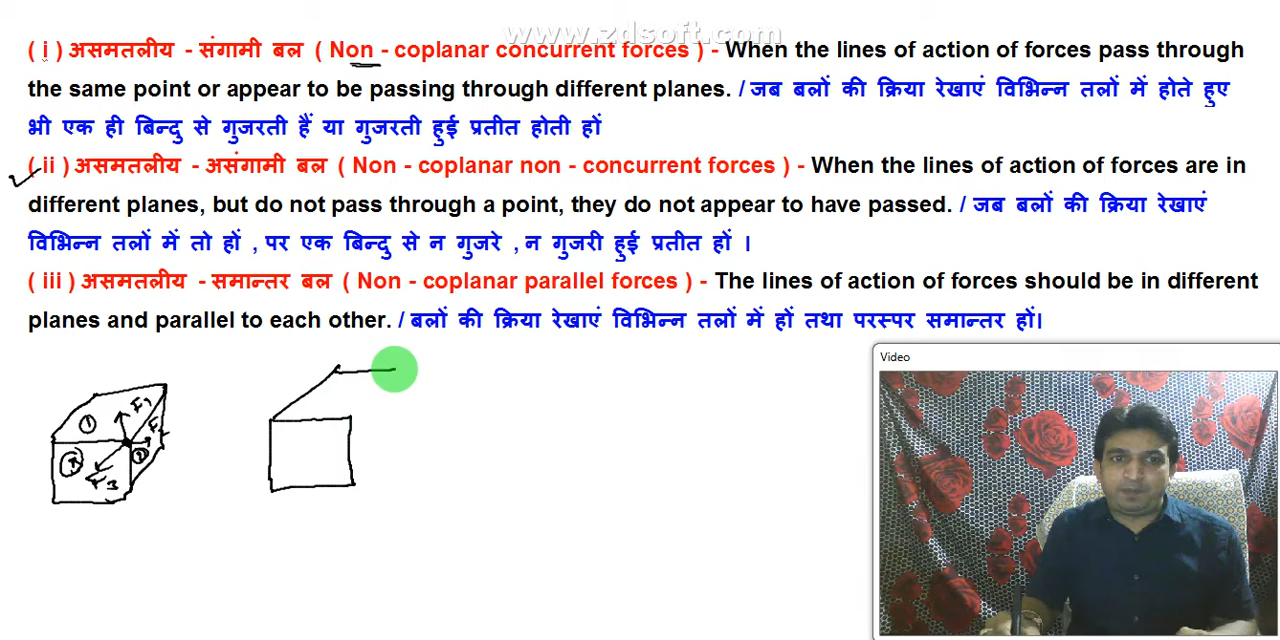 www.zdsoft.com
( i ) असमतलीय - संगामी बल ( Non - coplanar concurrent forces ) - When the lines of action of forces pass through
the same point or appear to be passing through different planes. / जब बलों की क्रिया रेखाएं विभिन्न तलों में होते हुए
भी एक ही बिन्दु से गुजरती हैं या गुजरती हुई प्रतीत होती हों
( ii ) असमतलीय - असंगामी बल ( Non - coplanar non - concurrent forces ) - When the lines of action of forces are in
different planes, but do not pass through a point, they do not appear to have passed. / जब बलों की क्रिया रेखाएं
विभिन्न तलों में तो हों , पर एक बिन्दु से न गुजरे , न गुजरी हुई प्रतीत हों ।
( iii ) असमतलीय - समान्तर बल ( Non - coplanar parallel forces ) - The lines of action of forces should be in different
planes and parallel to each other. / बलों की क्रिया रेखाएं विभिन्न तलों में हों तथा परस्पर समान्तर हों।
Video
1 F1
F3